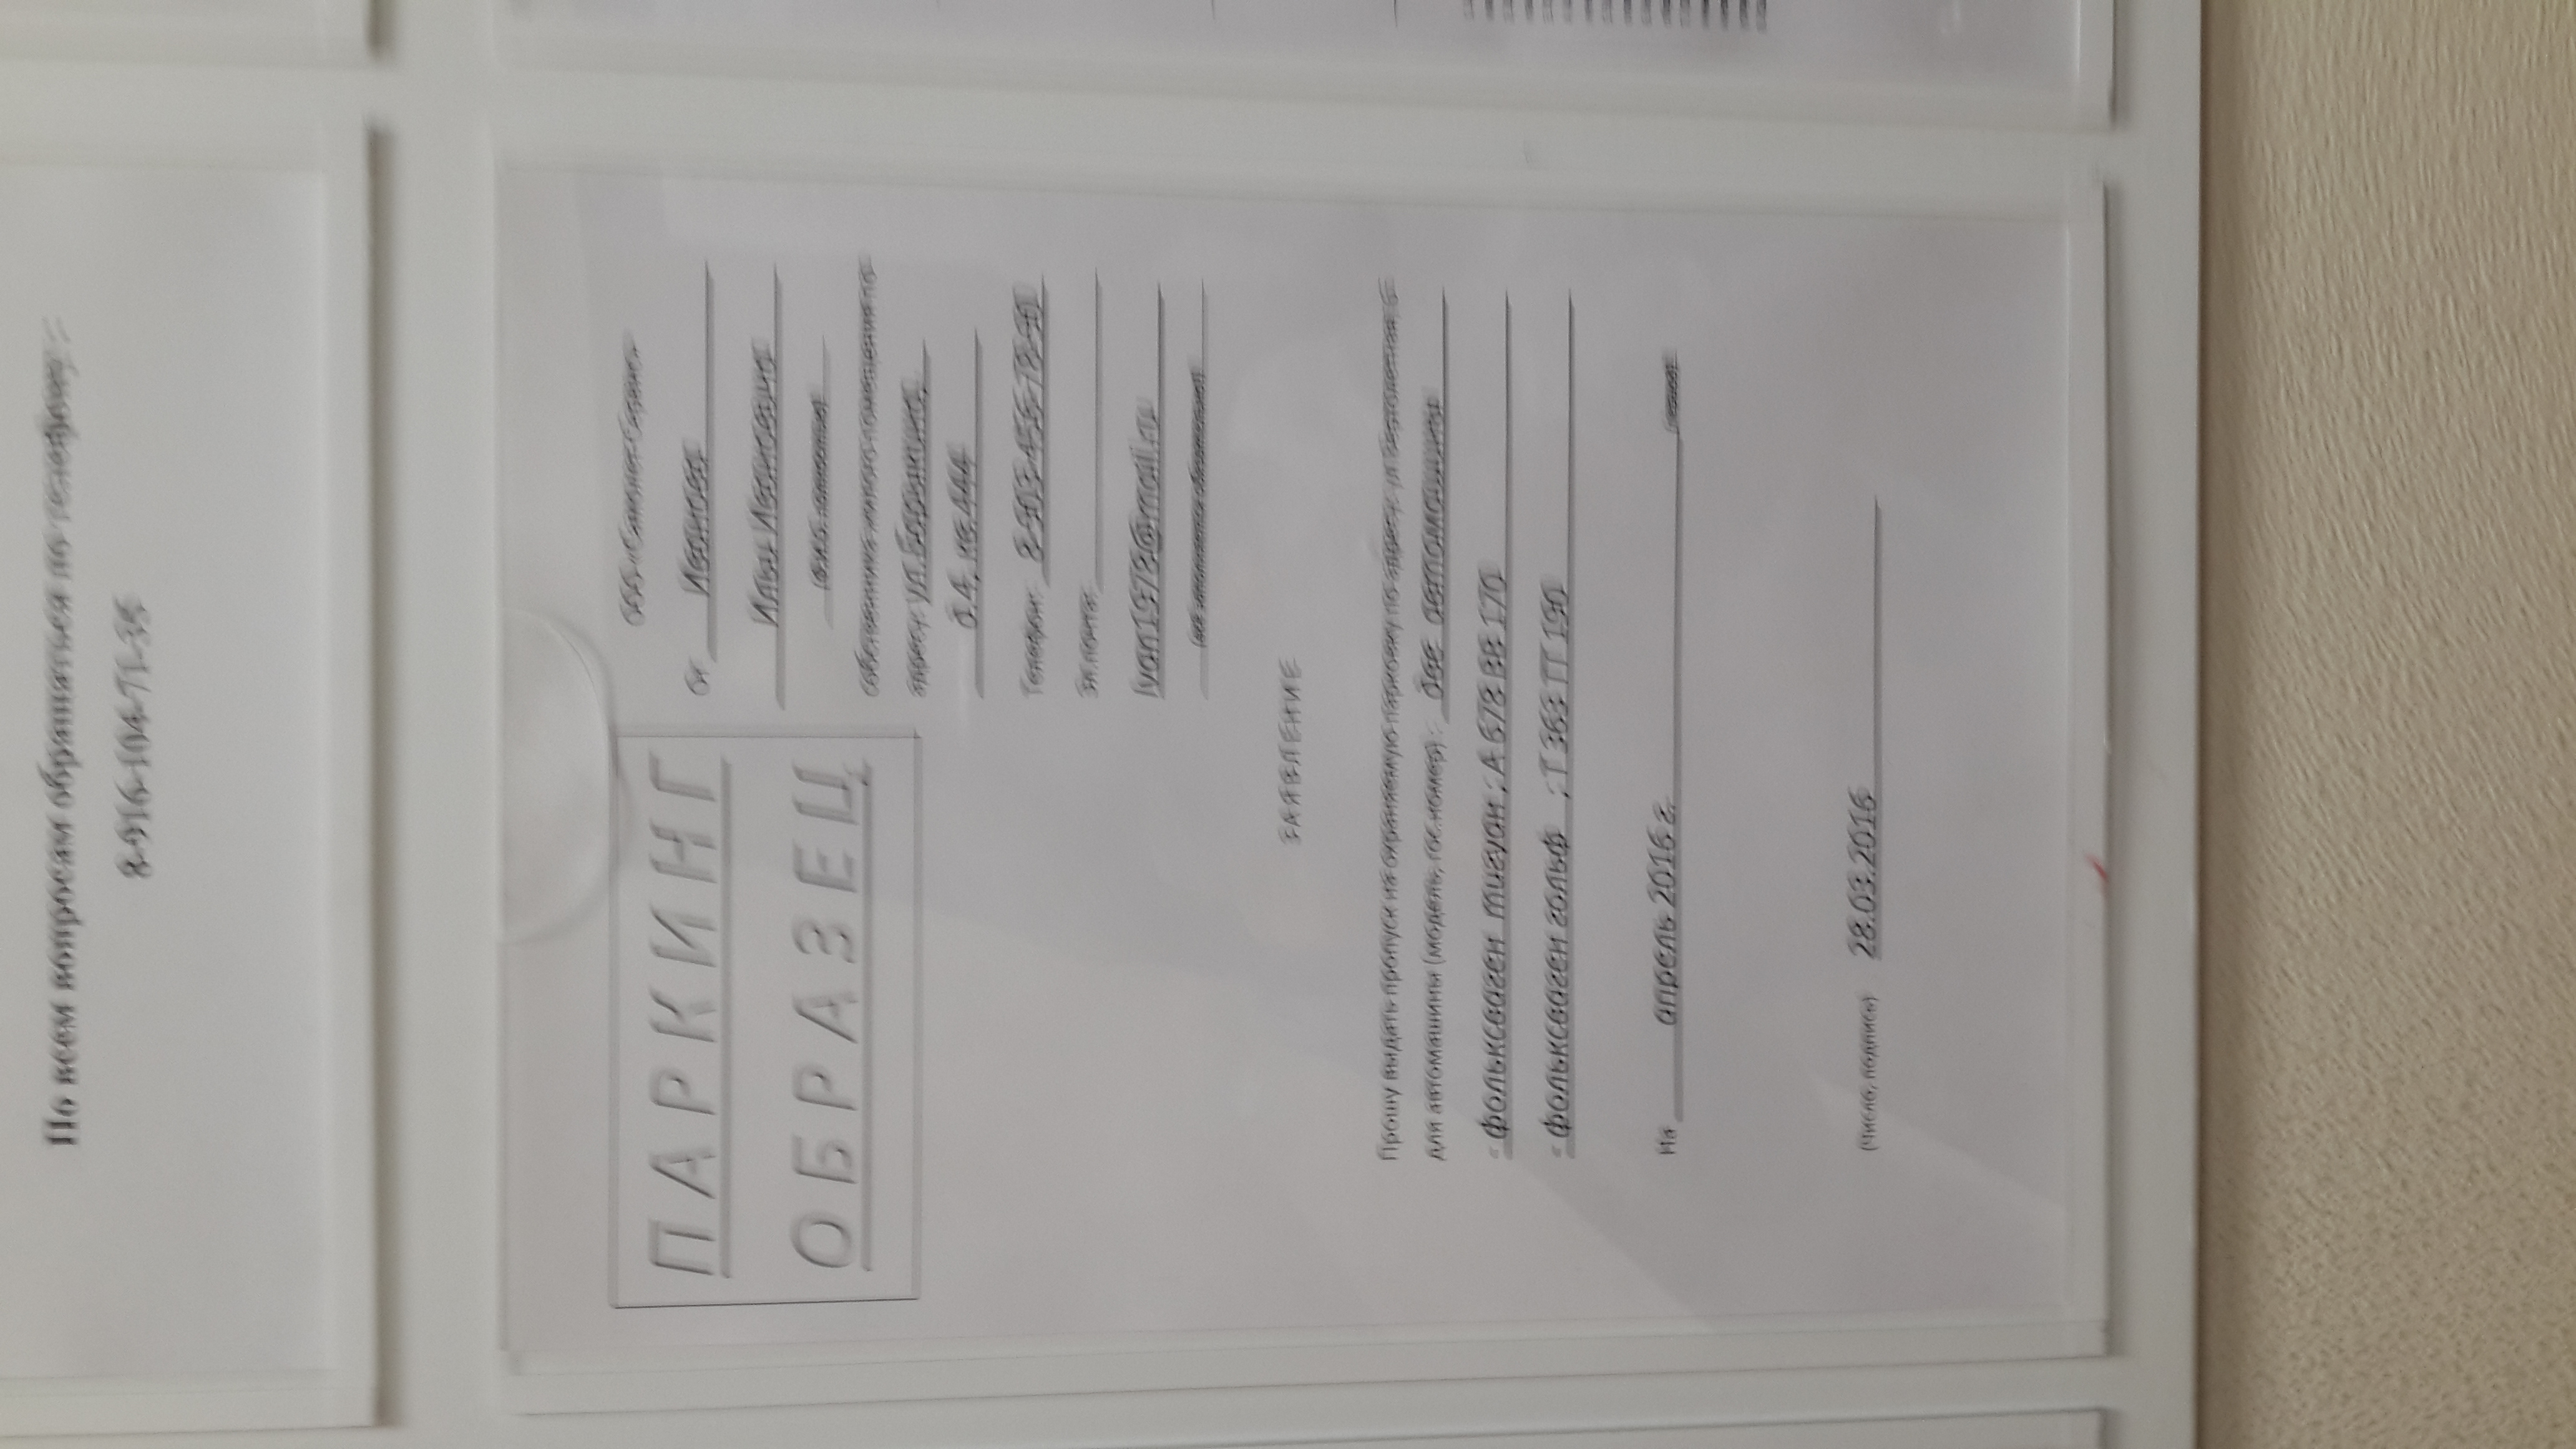 По всем вопросам обращаться по телефону :
8-916-104-71-35
ПАРКИНГ
ОБРАЗЕЦ
ООО «Самолет-Сервис»
От Иванова
Ильи Ивановича
(Ф.И.О. полностью)
собственника жилого помещения по
адресу: ул.Барыкина,
д.4, кв.444
Телефон: 8-903-456-78-90
Эл.почта:
Ivan1978@mail.ru
(всё заполняется обязательно!)
ЗАЯВЛЕНИЕ
Прошу выдать пропуск на охраняемую парковку по адресу: ул
для автомашины (модель, гос.номер) : две автомашины
- фольксваген тигуан ; А 678 ВВ 170
- фольксваген гольф ; Т 363 ТТ 190
На апрель 2016 г.
(Число, подпись) 28.03.2016